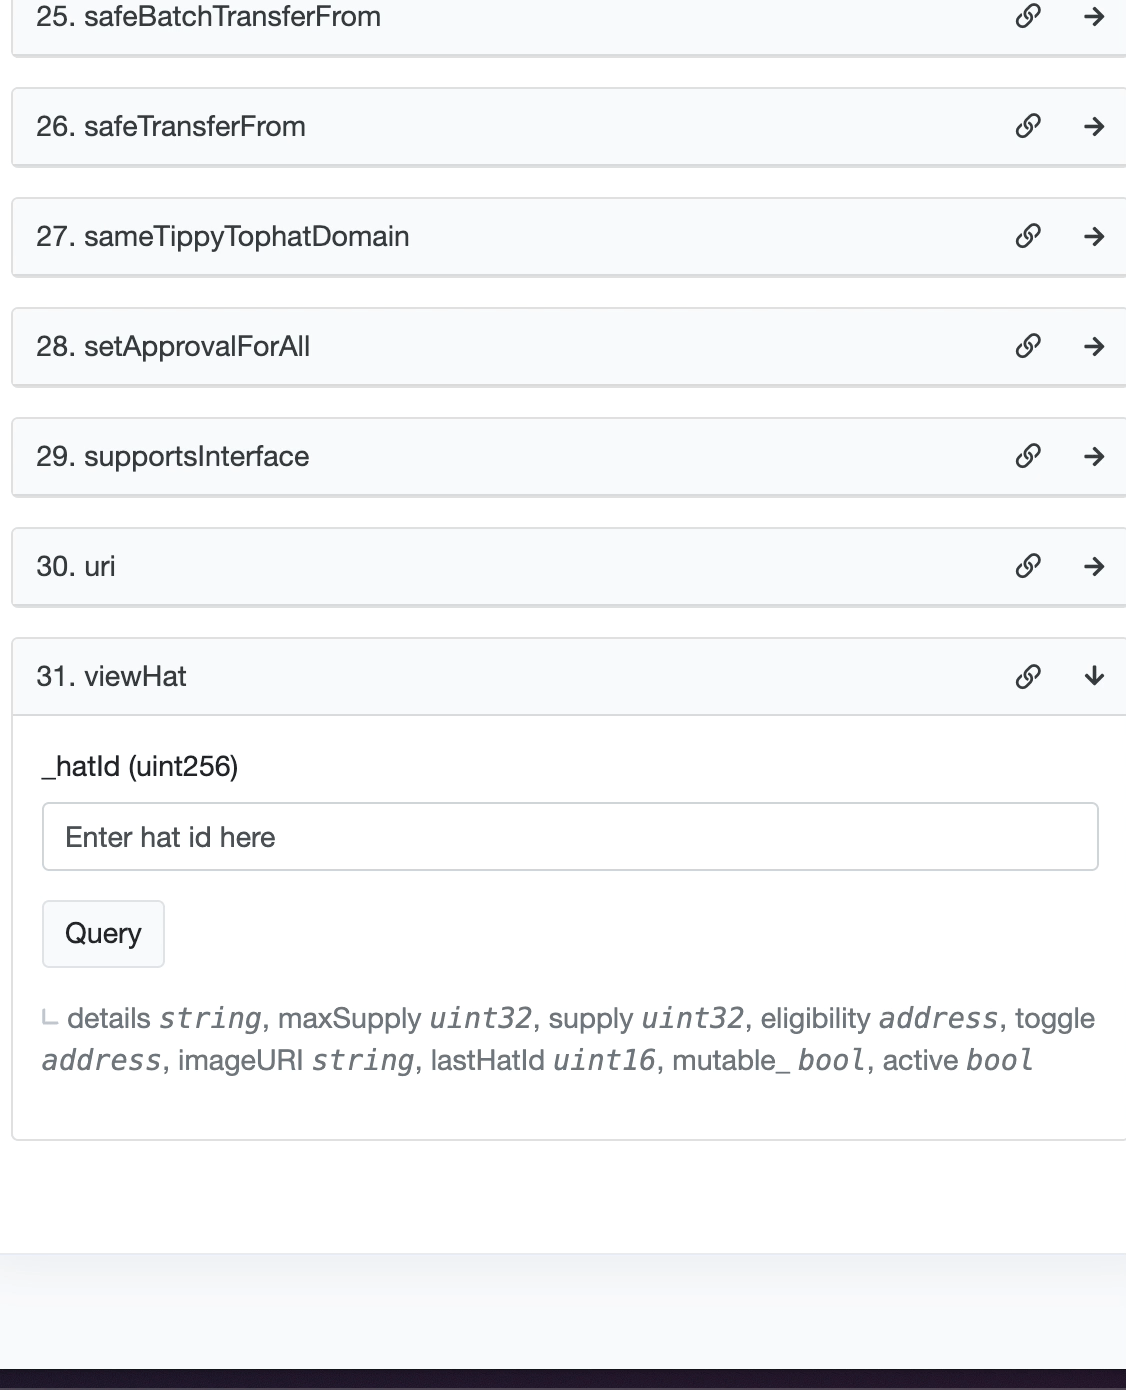 25. safeBatchTransferFrom
26. safeTransferFrom
27. sameTippyTophatDomain
28. setApprovalForAll
29. supportsInterface
30. uri
31. viewHat
_hatId (uint256)
Enter hat id here
Query
details string, maxSupply uint32, supply uint32, eligibility address, toggle
address, imageURI string, lastHatId uint16, mutable_ bool, active bool